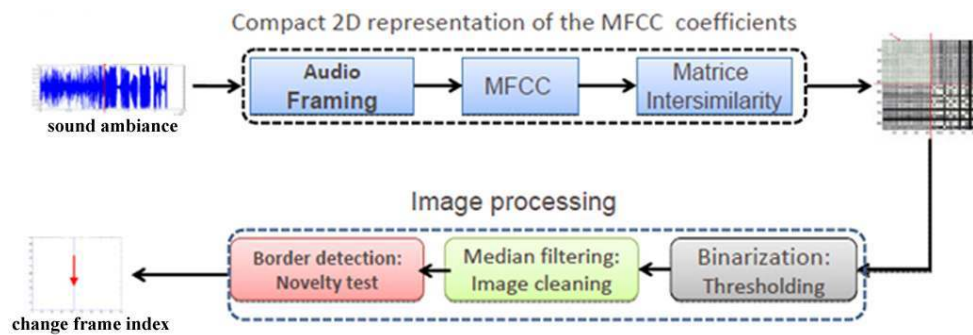 Compact 2D representation of the MFCC coefficients
sound ambiance
Audio
Framing
MFCC
Matrice
Intersimilarity
Image processing
Border detection:
Novelty test
Median filtering:
Image cleaning
Binarization:
Thresholding
change frame index